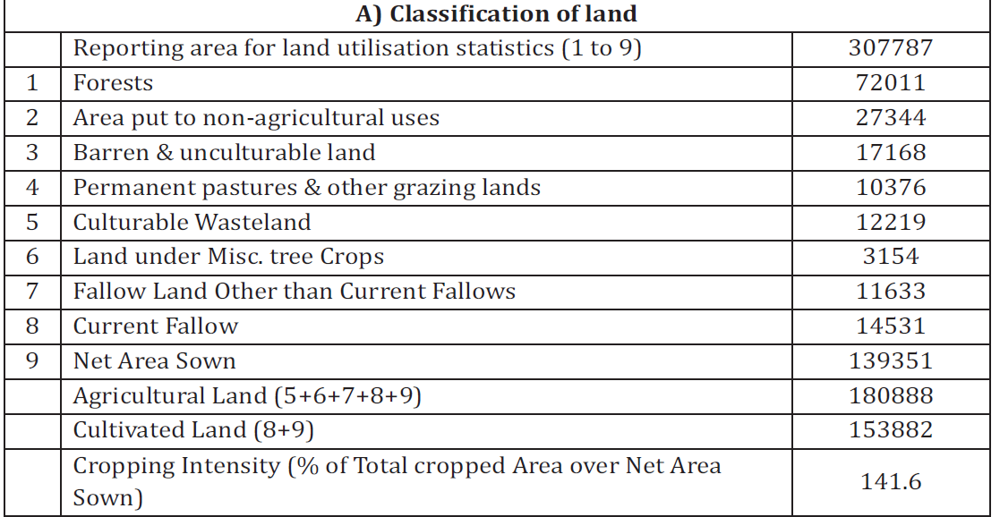 A) Classification of land
Reporting area for land utilisation statistics (1 to 9) 307787
1 Forests 72011
2 Area put to non-agricultural uses 27344
3 Barren & unculturable land 17168
4 Permanent pastures & other grazing lands 10376
5 Culturable Wasteland 12219
6 Land under Misc. tree Crops 3154
7 Fallow Land Other than Current Fallows 11633
8 Current Fallow 14531
9 Net Area Sown 139351
Agricultural Land (5+6+7+8+9) 180888
Cultivated Land (8+9) 153882
Cropping Intensity (% of Total cropped Area over Net Area
Sown) 141.6